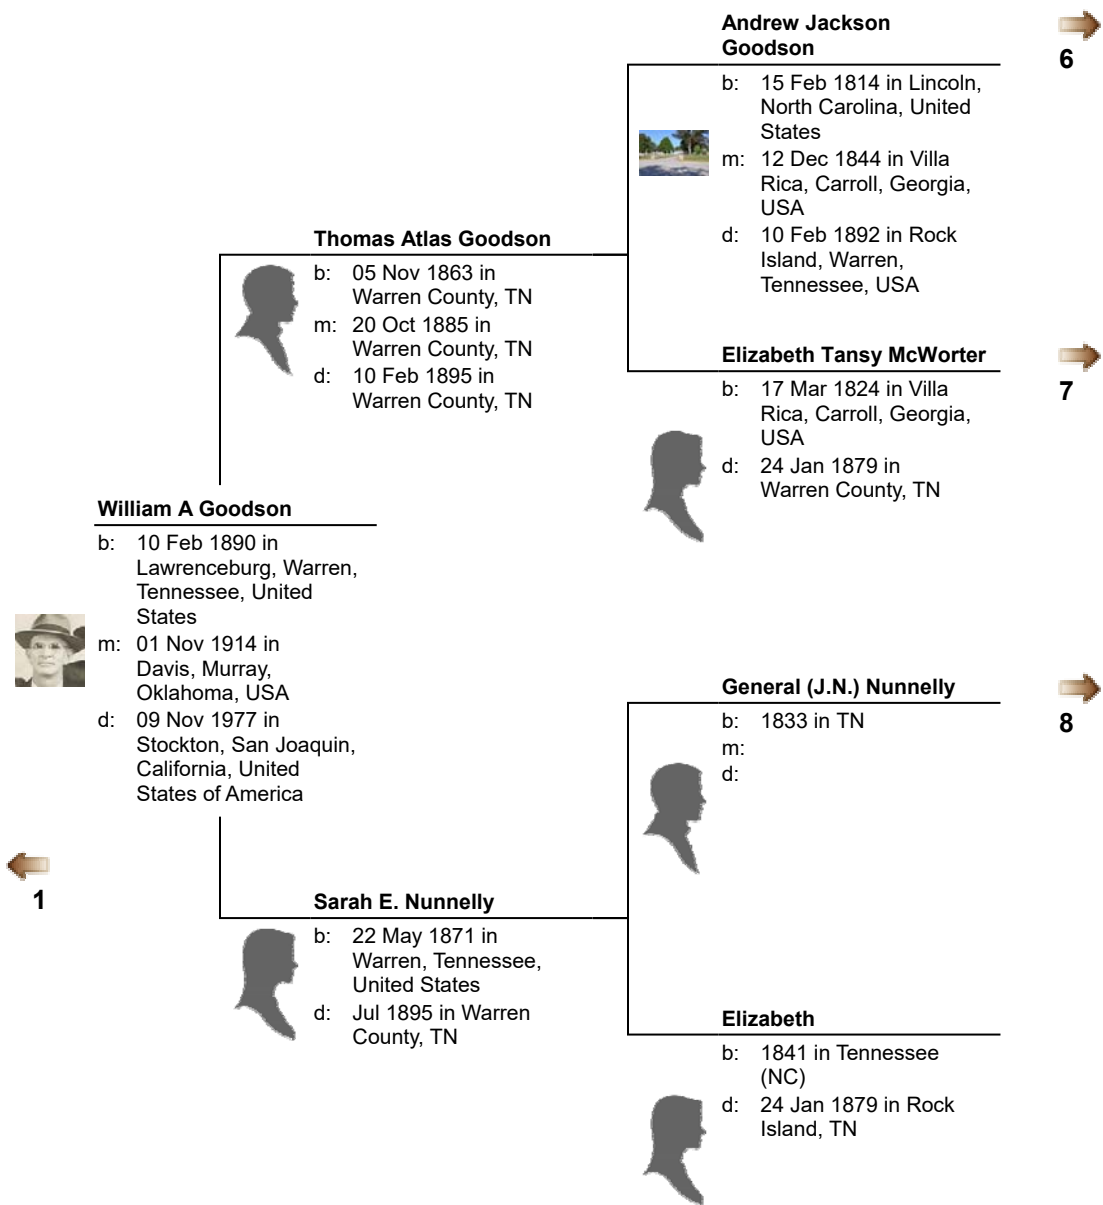 Andrew Jackson
Goodson
6
b: 15 Feb 1814 in Lincoln,
North Carolina, United
States
m: 12 Dec 1844 in Villa
Rica, Carroll, Georgia,
USA
d: 10 Feb 1892 in Rock
Island, Warren,
Tennessee, USA
Thomas Atlas Goodson
b: 05 Nov 1863 in
Warren County, TN
m: 20 Oct 1885 in
Warren County, TN
d: 10 Feb 1895 in
Warren County, TN
Elizabeth Tansy McWorter
7
b: 17 Mar 1824 in Villa
Rica, Carroll, Georgia,
USA
d: 24 Jan 1879 in
Warren County, TN
William A Goodson
b: 10 Feb 1890 in
Lawrenceburg, Warren,
Tennessee, United
States
m: 01 Nov 1914 in
Davis, Murray,
Oklahoma, USA
d: 09 Nov 1977 in
Stockton, San Joaquin,
California, United
States of America
General (J.N.) Nunnelly
8
b: 1833 in TN
m:
d:
1
Sarah E. Nunnelly
b: 22 May 1871 in
Warren, Tennessee,
United States
d: Jul 1895 in Warren
County, TN
Elizabeth
b: 1841 in Tennessee
(NC)
d: 24 Jan 1879 in Rock
Island, TN